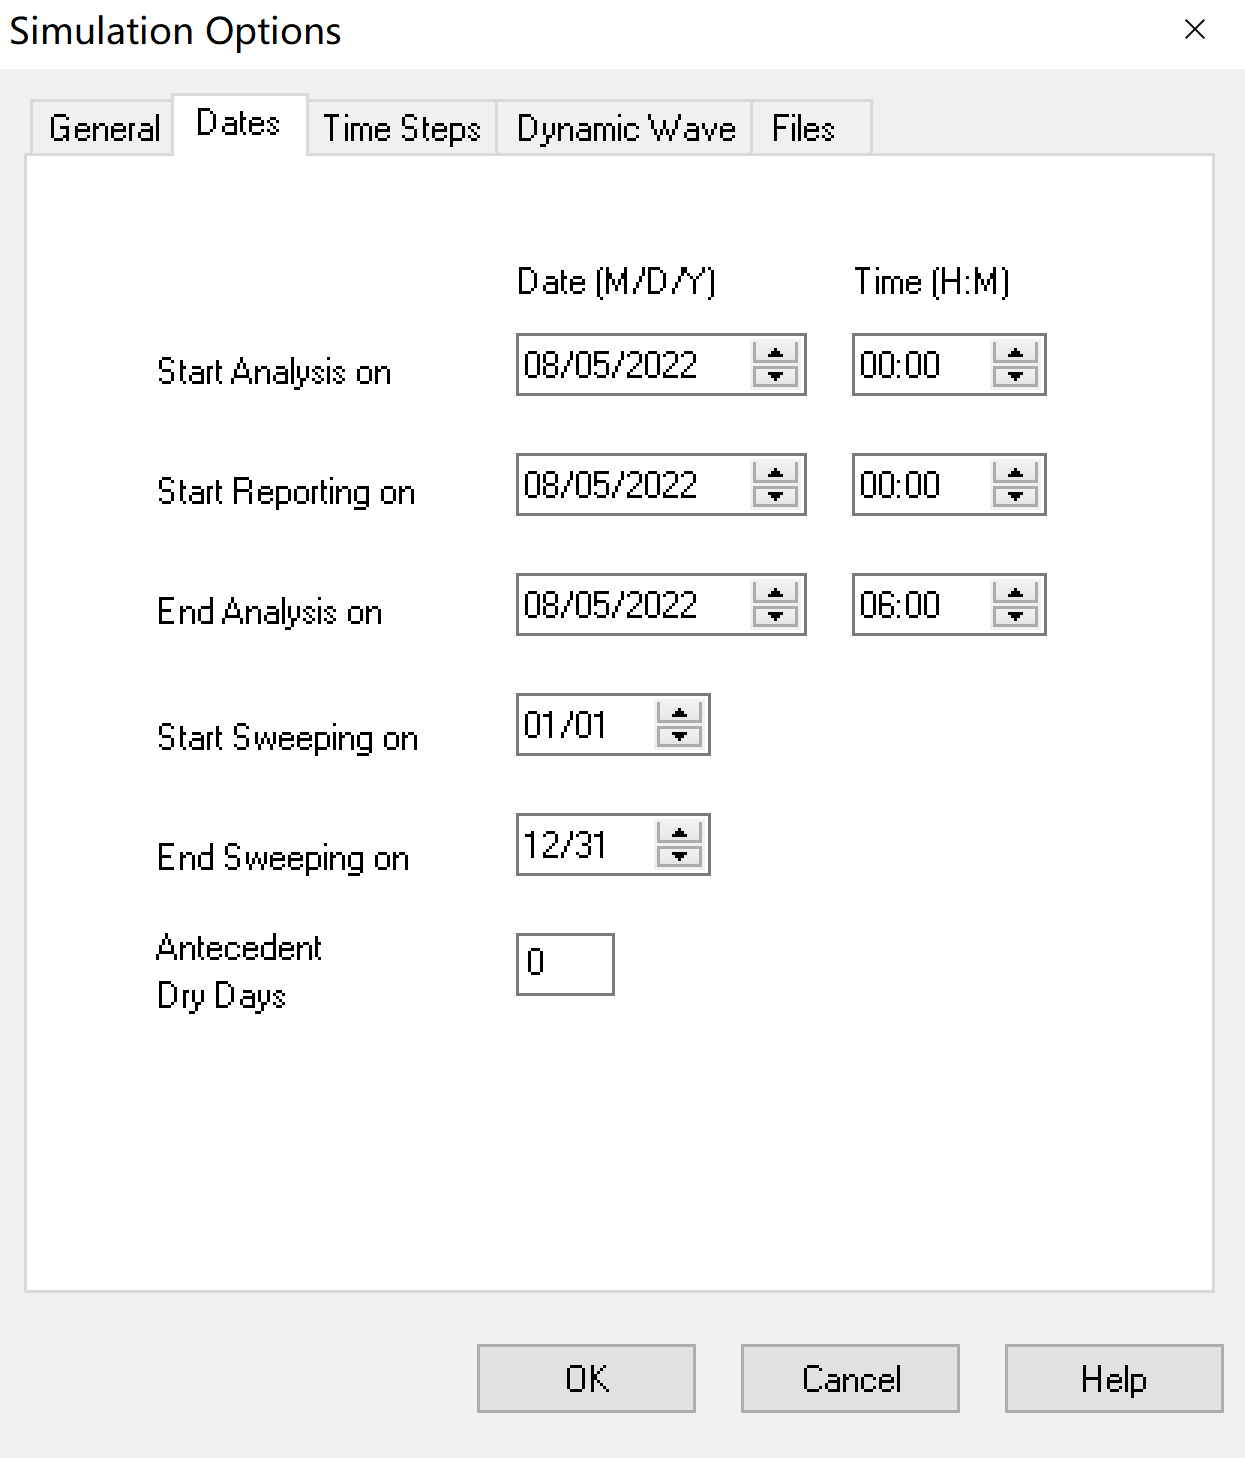 Simulation Options
General Dates Time Steps Dynamic Wave Files
Date (M/D/Y) Time (H:M)
Start Analysis on 08/05/2022 00:00
Start Reporting on 08/05/2022 00:00
End Analysis on 08/05/2022 06:00
Start Sweeping on 01/01
End Sweeping on 12/31
Antecedent
Dry Days 0
OK Cancel Help